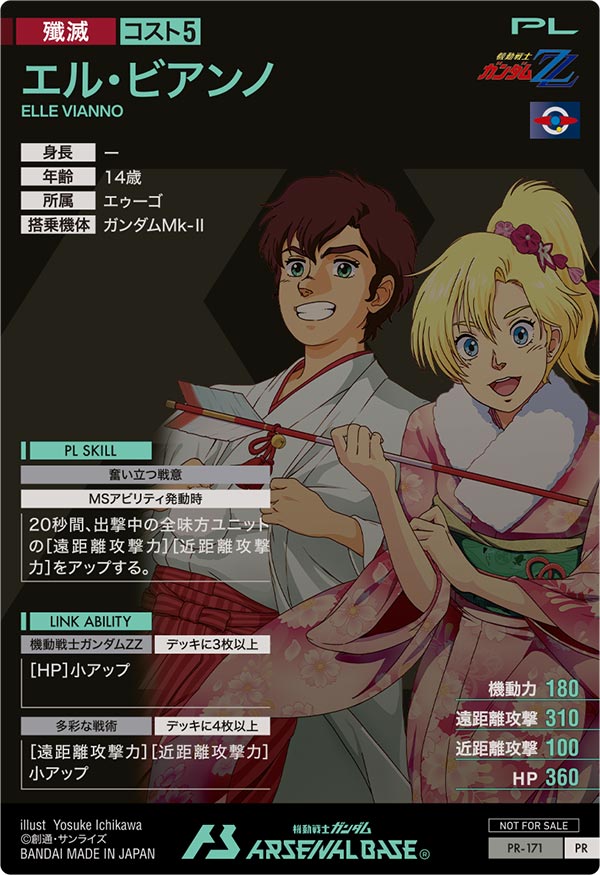 殲滅 コスト5
PL
エル・ビアンノ
ELLE VIANNO
機動戦士
ガンダムZZ
身長 ー
年齢 14歳
所属 エゥーゴ
搭乗機体 ガンダムMk-II
PL SKILL
奮い立つ戦意
MSアビリティ発動時
20秒間、出撃中の全味方ユニット
の[遠距離攻撃力][近距離攻撃
力]をアップする。
LINK ABILITY
機動戦士ガンダムZZ デッキに3枚以上
[HP]小アップ
多彩な戦術 デッキに4枚以上
[遠距離攻撃力][近距離攻撃力]
小アップ
機動力 180
遠距離攻撃 310
近距離攻撃 100
HP 360
illust Yosuke Ichikawa
©創通・サンライズ
BANDAI MADE IN JAPAN
機動戦士ガンダム
ARSENAL BASE®
NOT FOR SALE
PR-171 PR